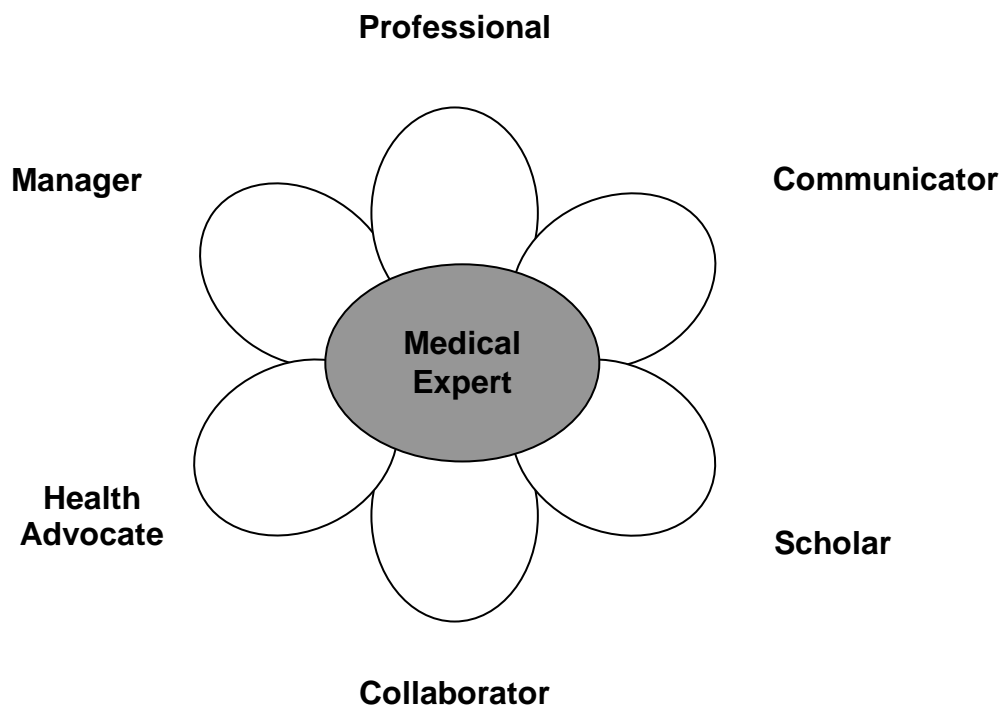 Professional
Manager
Communicator
Medical
Expert
Health
Advocate
Scholar
Collaborator